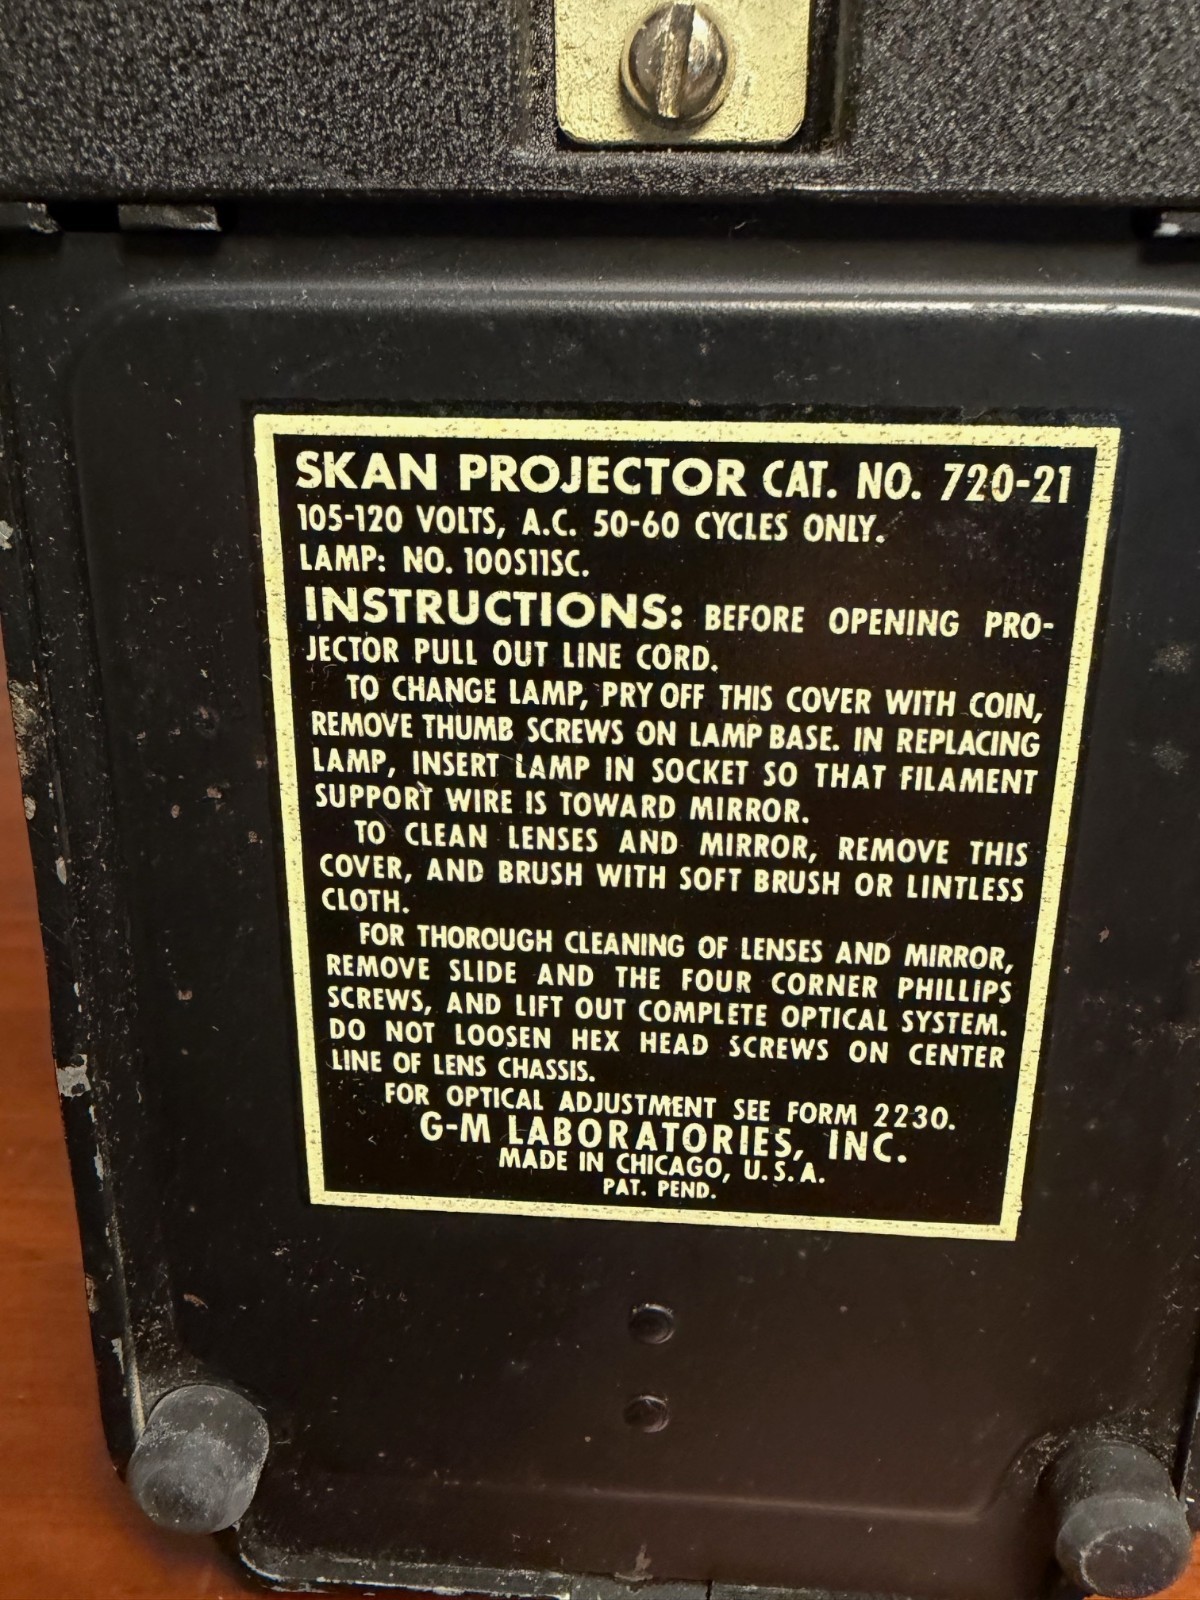 SKAN PROJECTOR CAT. NO. 720-21
105-120 VOLTS, A.C. 50-60 CYCLES ONLY.
LAMP: NO. 100S11SC.
INSTRUCTIONS: BEFORE OPENING PRO-
JECTOR PULL OUT LINE CORD.
TO CHANGE LAMP, PRY OFF THIS COVER WITH COIN,
REMOVE THUMB SCREWS ON LAMP BASE. IN REPLACING
LAMP, INSERT LAMP IN SOCKET SO THAT FILAMENT
SUPPORT WIRE IS TOWARD MIRROR.
TO CLEAN LENSES AND MIRROR, REMOVE THIS
COVER, AND BRUSH WITH SOFT BRUSH OR LINTLESS
CLOTH.
FOR THOROUGH CLEANING OF LENSES AND MIRROR,
REMOVE SLIDE AND THE FOUR CORNER PHILLIPS
SCREWS, AND LIFT OUT COMPLETE OPTICAL SYSTEM.
DO NOT LOOSEN HEX HEAD SCREWS ON CENTER
LINE OF LENS CHASSIS.
FOR OPTICAL ADJUSTMENT SEE FORM 2230.
G-M LABORATORIES, INC.
MADE IN CHICAGO, U.S.A.
PAT. PEND.